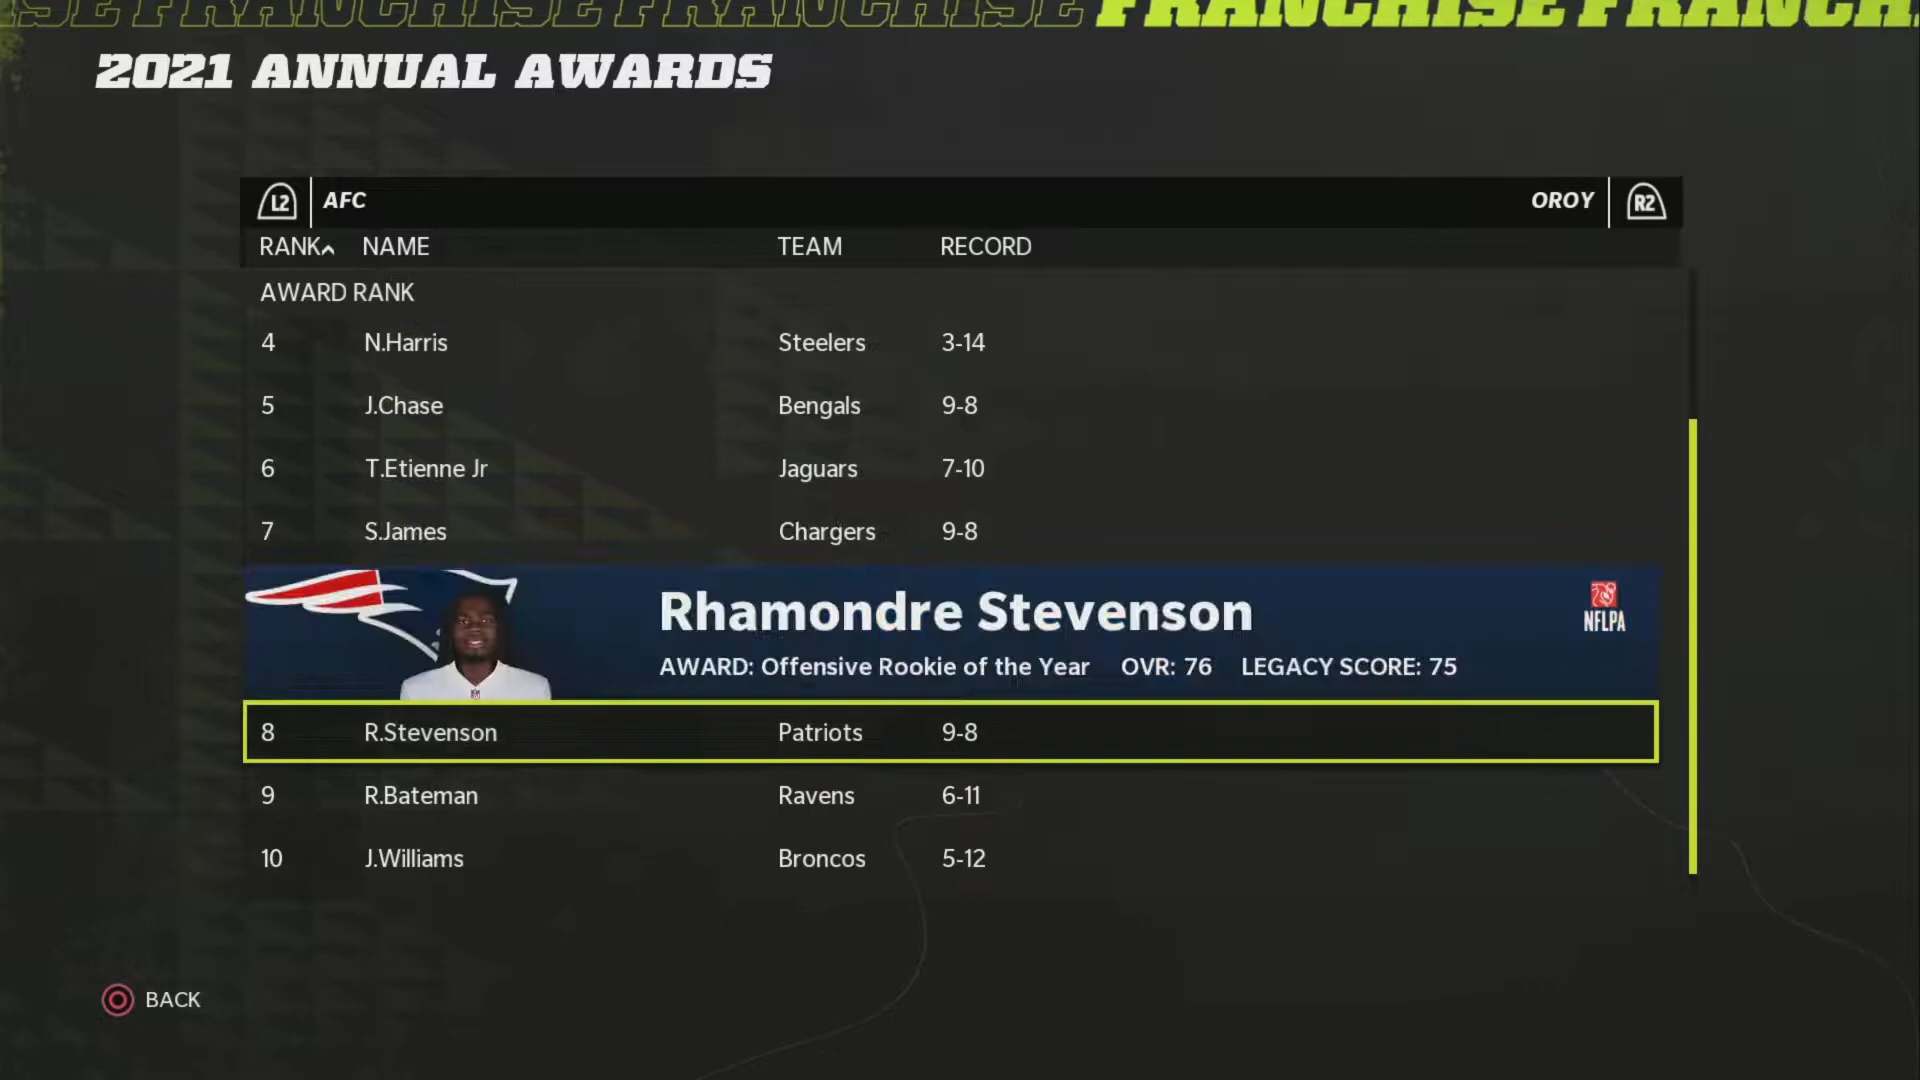 SE FRANCHISE FRANCHISE FRANCHISE FRANCH
2021 ANNUAL AWARDS
L2 AFC OROY R2
RANK NAME TEAM RECORD
AWARD RANK
4 N.Harris Steelers 3-14
5 J.Chase Bengals 9-8
6 T.Etienne Jr Jaguars 7-10
7 S.James Chargers 9-8
Rhamondre Stevenson
NFLPA
AWARD: Offensive Rookie of the Year OVR: 76 LEGACY SCORE: 75
8 R.Stevenson Patriots 9-8
9 R.Bateman Ravens 6-11
10 J.Williams Broncos 5-12
BACK